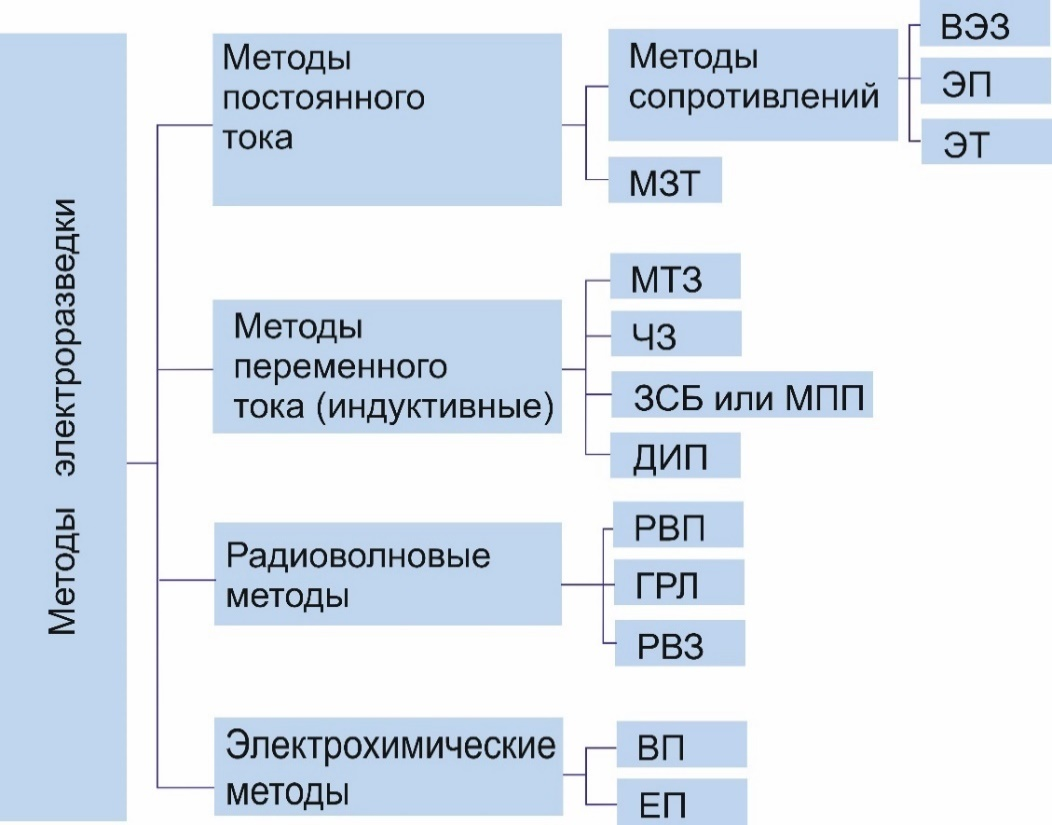 Методы электроразведки
Методы
постоянного
тока
Методы
сопротивлений
ВЭЗ
ЭП
ЭТ
МЗТ
Методы
переменного
тока (индуктивные)
МТЗ
ЧЗ
ЗСБ или МПП
ДИП
Радиоволновые
методы
РВП
ГРЛ
РВЗ
Электрохимические
методы
ВП
ЕП